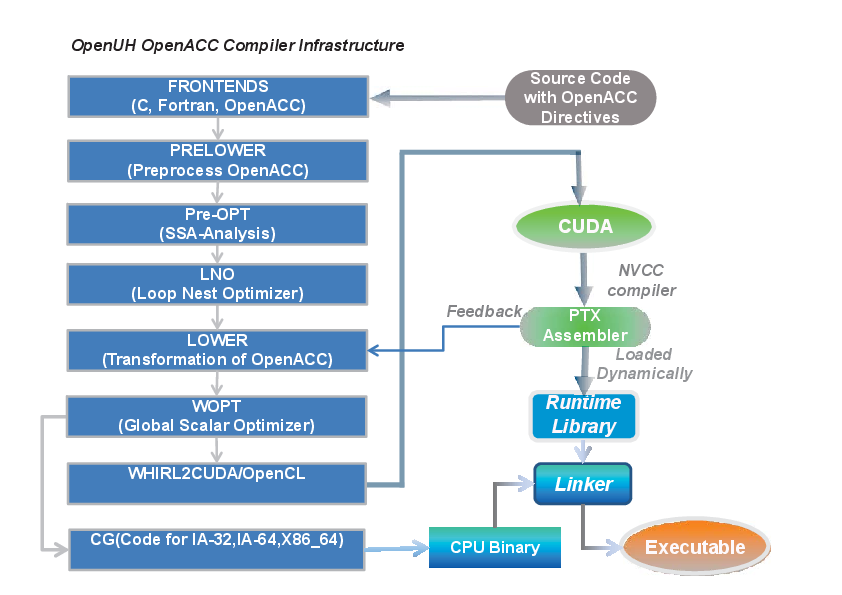 OpenUH OpenACC Compiler Infrastructure
FRONTENDS
(C, Fortran, OpenACC)
Source Code
with OpenACC
Directives
PRELOWER
(Preprocess OpenACC)
Pre-OPT
(SSA-Analysis)
CUDA
LNO
(Loop Nest Optimizer)
NVCC
compiler
Feedback
PTX
Assembler
LOWER
(Transformation of OpenACC)
Loaded
Dynamically
WOPT
(Global Scalar Optimizer)
Runtime
Library
WHIRL2CUDA/OpenCL
Linker
CG(Code for IA-32,IA-64,X86_64)
CPU Binary
Executable